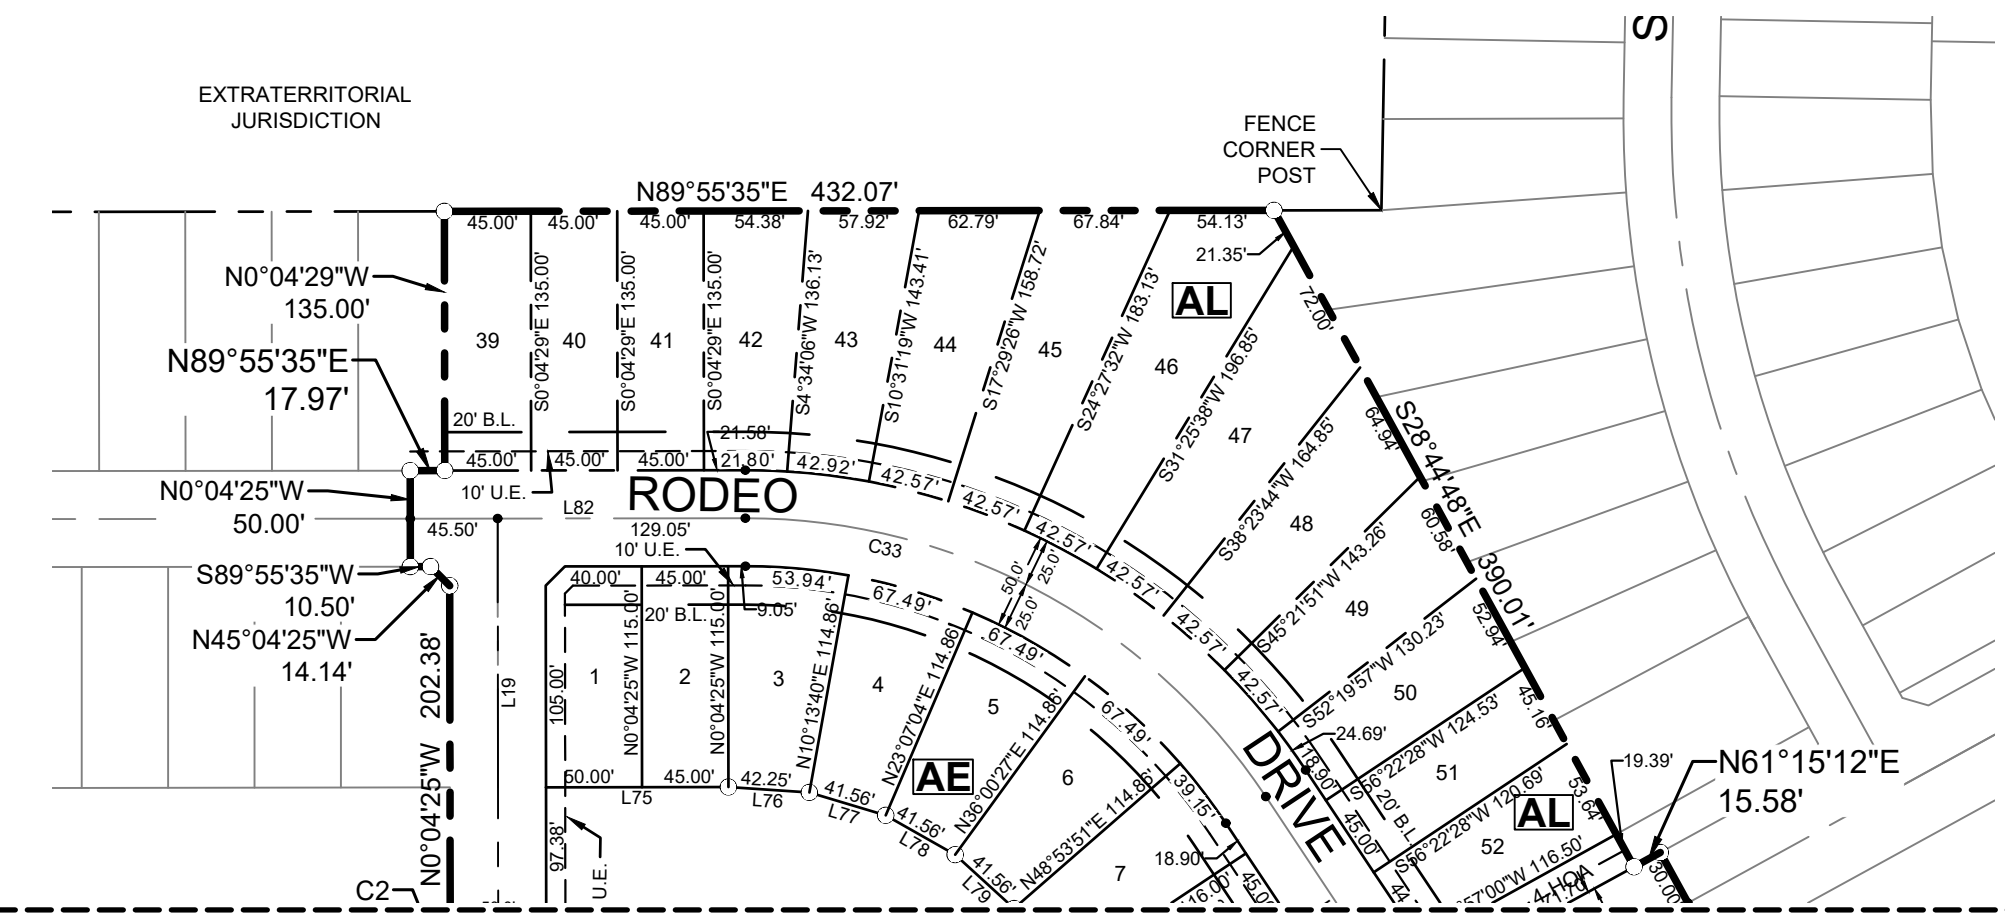 S
EXTRATERRITORIAL
JURISDICTION
FENCE
CORNER
POST
N89°55'35"E 432.07'
45.00'
45.00'
45.00'
54.38'
57.92'
62.79'
67.84'
54.13'
21.35'
N0°04'29"W
135.00'
N89°55'35"E
17.97'
S0°04'29"E 135.00'
S0°04'29"E 135.00'
S0°04'29"E 135.00'
S4°34'06"W 136.13'
S10°31'19"W 143.41'
S17°29'26"W 158.72'
S24°27'32"W 183.13'
S31°25'38"W 196.85'
S38°23'44"W 164.85'
S45°21'51"W 143.26'
S52°19'57"W 130.23'
S56°22'28"W 124.53'
S56°22'28"W 120.69'
57'00"W 116.50'
39
40
41
42
43
44
45
46
47
48
49
50
51
52
AL
72.00'
64.94'
S28°44'48"E 390.01'
60.58'
52.94'
45.16'
53.64'
19.39'
N61°15'12"E
15.58'
30.00'
20' B.L.
21.58'
45.00'
45.00'
45.00'
21.80'
42.92'
42.57'
42.57'
42.57'
42.57'
42.57'
42.57'
24.69'
18.90'
45.00'
20' B.L.
AL
4-HOA
10' U.E.
RODEO
DRIVE
N0°04'25"W
50.00'
L82
45.50'
129.05'
C33
50.0'
25.0'
25.0'
S89°55'35"W
10.50'
N45°04'25"W
14.14'
N0°04'25"W 202.38'
L19
10' U.E.
40.00'
45.00'
53.94'
67.49'
67.49'
67.49'
39.15'
20' B.L.
9.05'
105.00'
N0°04'25"W 115.00'
N0°04'25"W 115.00'
N10°13'40"E 114.86'
N23°07'04"E 114.86'
N36°00'27"E 114.86'
N48°53'51"E 114.86'
1
2
3
4
5
6
7
AE
50.00'
45.00'
42.25'
41.56'
41.56'
41.56'
L75
L76
L77
L78
L79
18.90'
97.38'
U.E.
C2